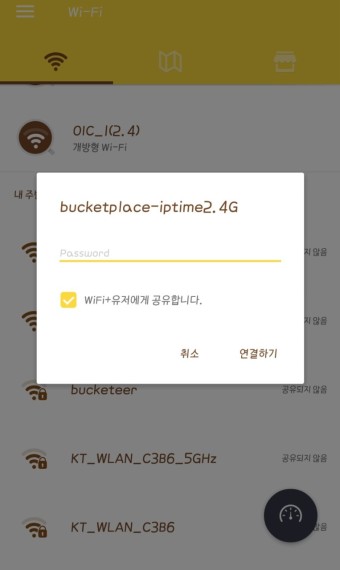 Wi-Fi
OIC_1(2.4)
개방형 Wi-Fi
내 주변
bucketplace-iptime2.4G
Password
WiFi+유저에게 공유합니다.
취소
연결하기
않음
않음
bucketeer
공유되지 않음
KT_WLAN_C3B6_5GHz
공유되지 않음
KT_WLAN_C3B6
않음